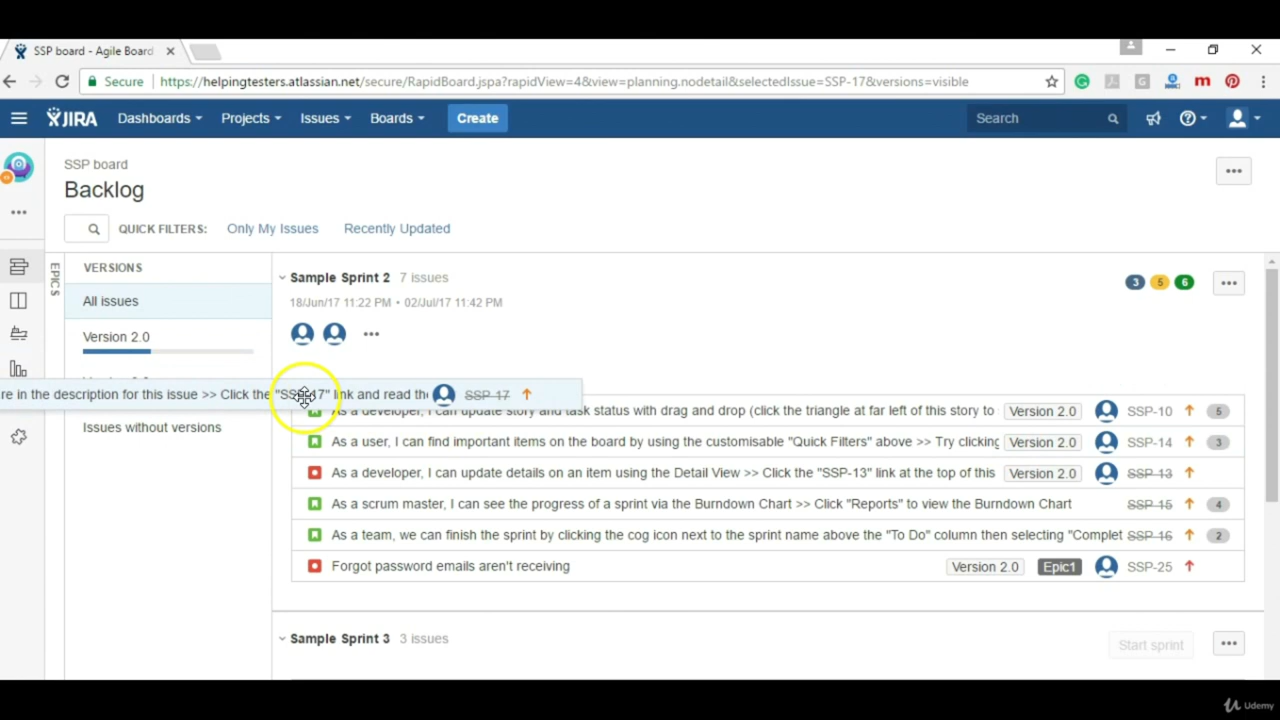 SSP board - Agile Board
Secure https://helpingtesters.atlassian.net/secure/RapidBoard.jspa?rapidView=4&view=planning.nodetail&selectedIssue=SSP-17&versions=visible
JIRA Dashboards Projects Issues Boards Create Search
SSP board
Backlog
QUICK FILTERS: Only My Issues Recently Updated
EPICS
VERSIONS
All issues
Version 2.0
Issues without versions
Sample Sprint 2 7 issues
3 5 6
18/Jun/17 11:22 PM • 02/Jul/17 11:42 PM
re in the description for this issue >> Click the "SSP-17" link and read the SSP-17
As a developer, I can update story and task status with drag and drop (click the triangle at far left of this story to Version 2.0 SSP-10 5
As a user, I can find important items on the board by using the customisable "Quick Filters" above >> Try clicking Version 2.0 SSP-14 3
As a developer, I can update details on an item using the Detail View >> Click the "SSP-13" link at the top of this Version 2.0 SSP-13
As a scrum master, I can see the progress of a sprint via the Burndown Chart >> Click "Reports" to view the Burndown Chart SSP-15 4
As a team, we can finish the sprint by clicking the cog icon next to the sprint name above the "To Do" column then selecting "Complet SSP-16 2
Forgot password emails aren't receiving Version 2.0 Epic1 SSP-25
Sample Sprint 3 3 issues
Start sprint
Udemy